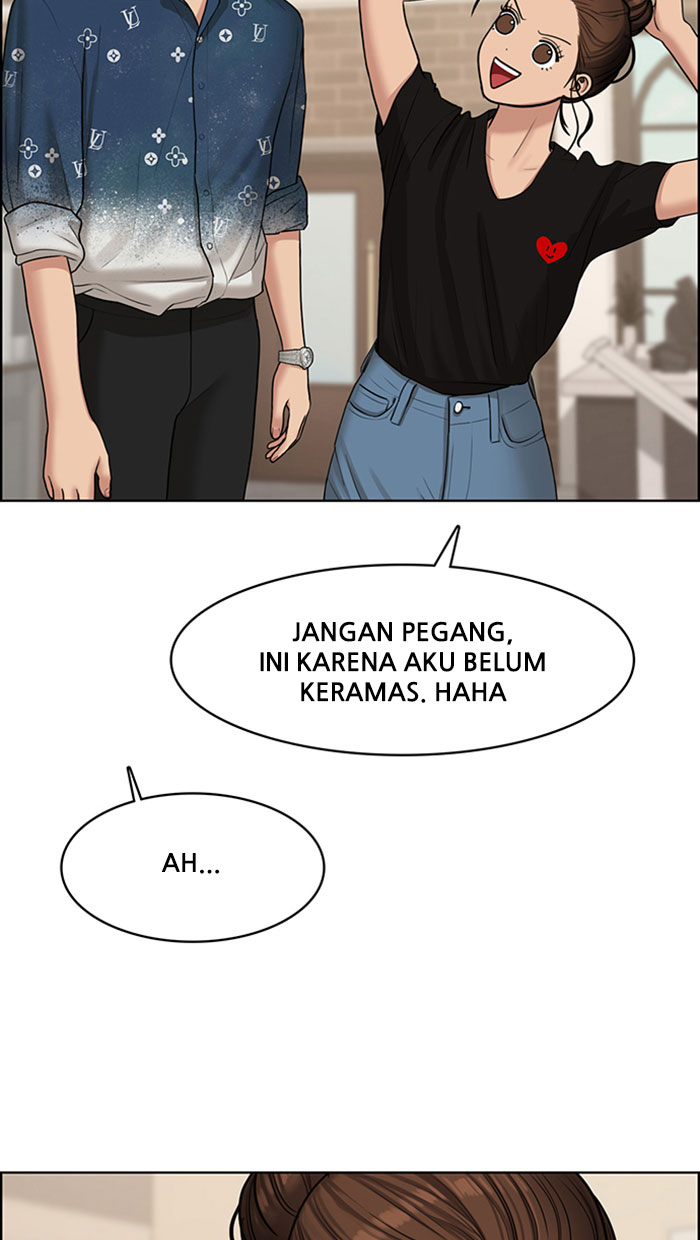 JANGAN PEGANG,
INI KARENA AKU BELUM
KERAMAS. HAHA
AH...